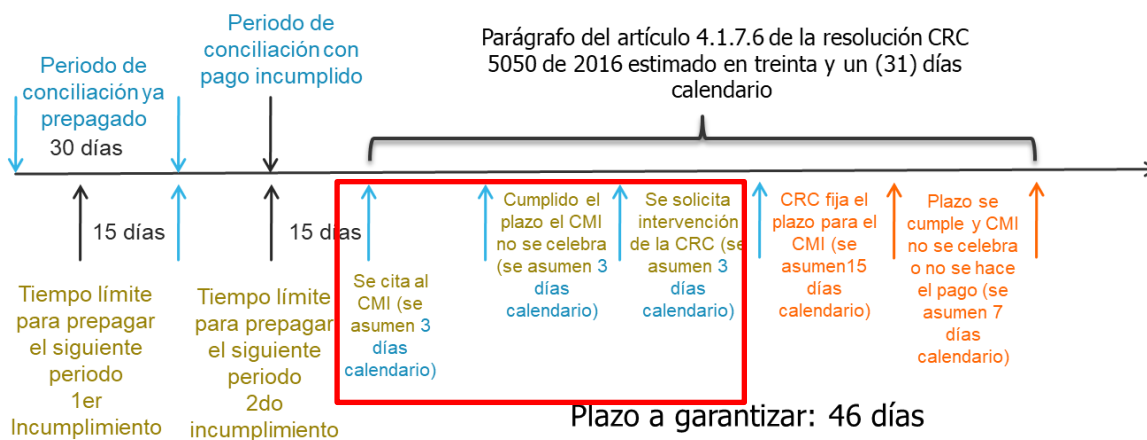 Periodo de
conciliación ya
prepagado
30 días
Periodo de
conciliación con
pago incumplido
Parágrafo del artículo 4.1.7.6 de la resolución CRC
5050 de 2016 estimado en treinta y un (31) días
calendario
15 días
15 días
Tiempo límite
para prepagar
el siguiente
periodo
1er
Incumplimiento
Tiempo límite
para prepagar
el siguiente
periodo
2do
incumplimiento
Se cita al
CMI (se
asumen 3
días
calendario)
Cumplido el
plazo el CMI
no se celebra
(se asumen 3
días
calendario)
Se solicita
intervención
de la CRC (se
asumen 3
días
calendario)
CRC fija el
plazo para el
CMI (se
asumen15
días
calendario)
Plazo se
cumple y CMI
no se celebra
o no se hace
el pago (se
asumen 7
días
calendario)
Plazo a garantizar: 46 días